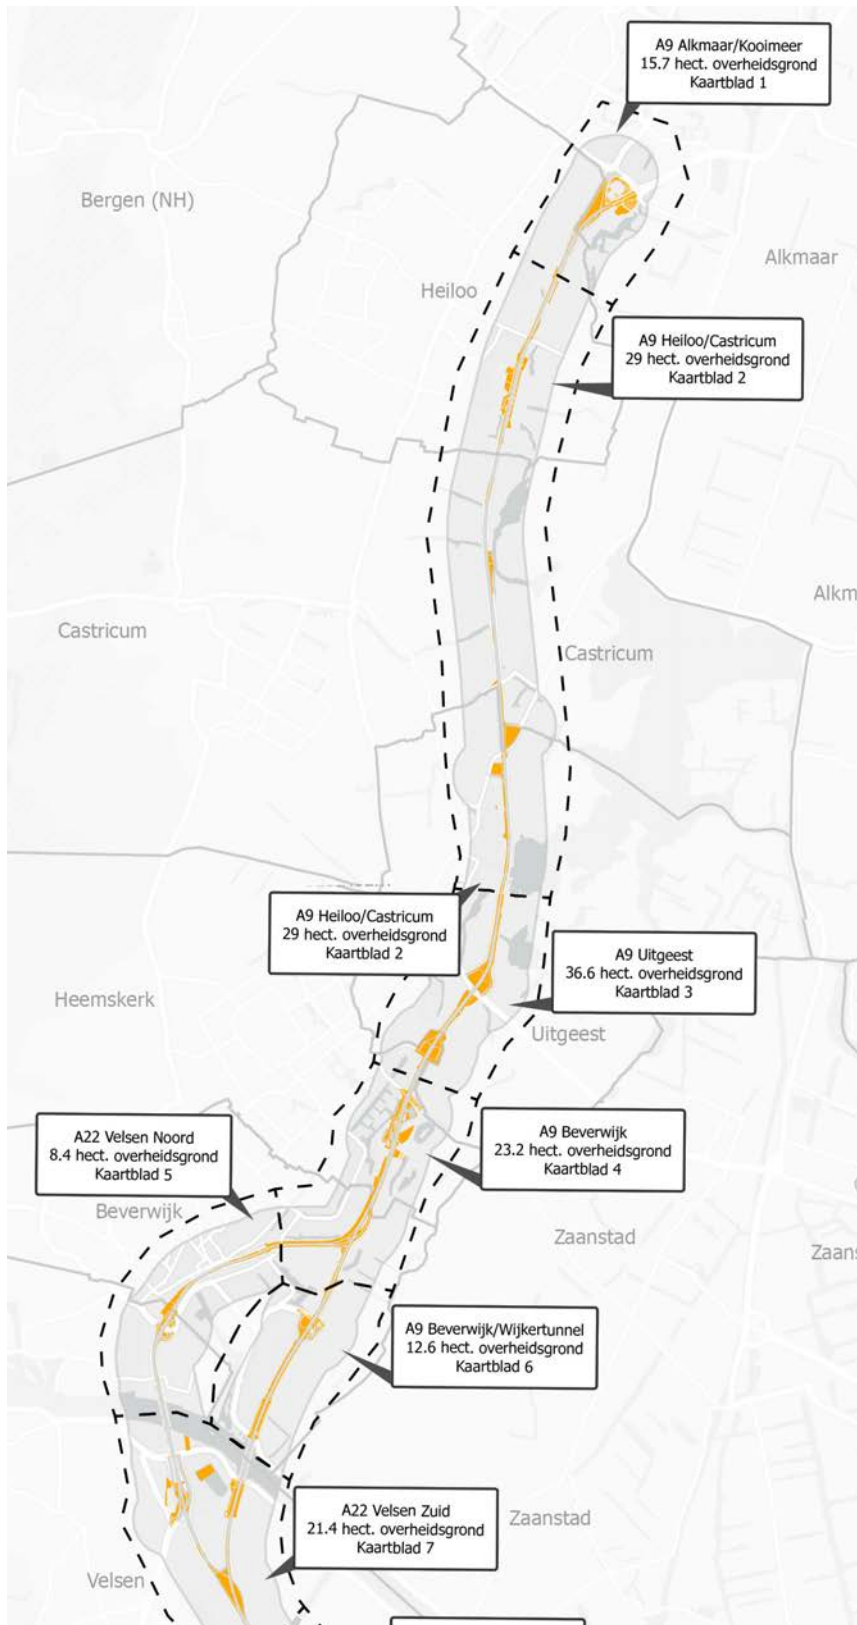 A9 Alkmaar/Kooimeer
15.7 hect. overheidsgrond
Kaartblad 1
Bergen (NH)
Alkmaar
Heiloo
A9 Heiloo/Castricum
29 hect. overheidsgrond
Kaartblad 2
Alkm
Castricum
Castricum
A9 Heiloo/Castricum
29 hect. overheidsgrond
Kaartblad 2
A9 Uitgeest
36.6 hect. overheidsgrond
Kaartblad 3
Heemskerk
Uitgeest
A22 Velsen Noord
8.4 hect. overheidsgrond
Kaartblad 5
A9 Beverwijk
23.2 hect. overheidsgrond
Kaartblad 4
Beverwijk
Zaanstad
Zaans
A9 Beverwijk/Wijkertunnel
12.6 hect. overheidsgrond
Kaartblad 6
A22 Velsen Zuid
21.4 hect. overheidsgrond
Kaartblad 7
Zaanstad
Velsen